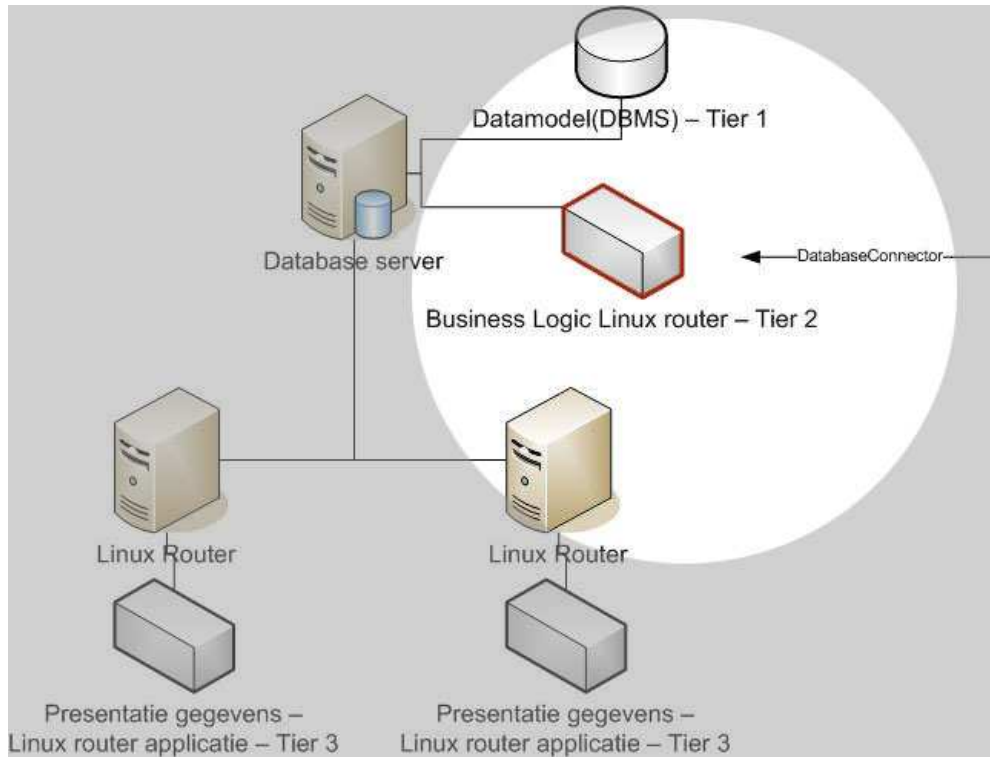 Datamodel(DBMS) – Tier 1
Database server
DatabaseConnector
Business Logic Linux router – Tier 2
Linux Router
Linux Router
Presentatie gegevens –
Linux router applicatie – Tier 3
Presentatie gegevens –
Linux router applicatie – Tier 3